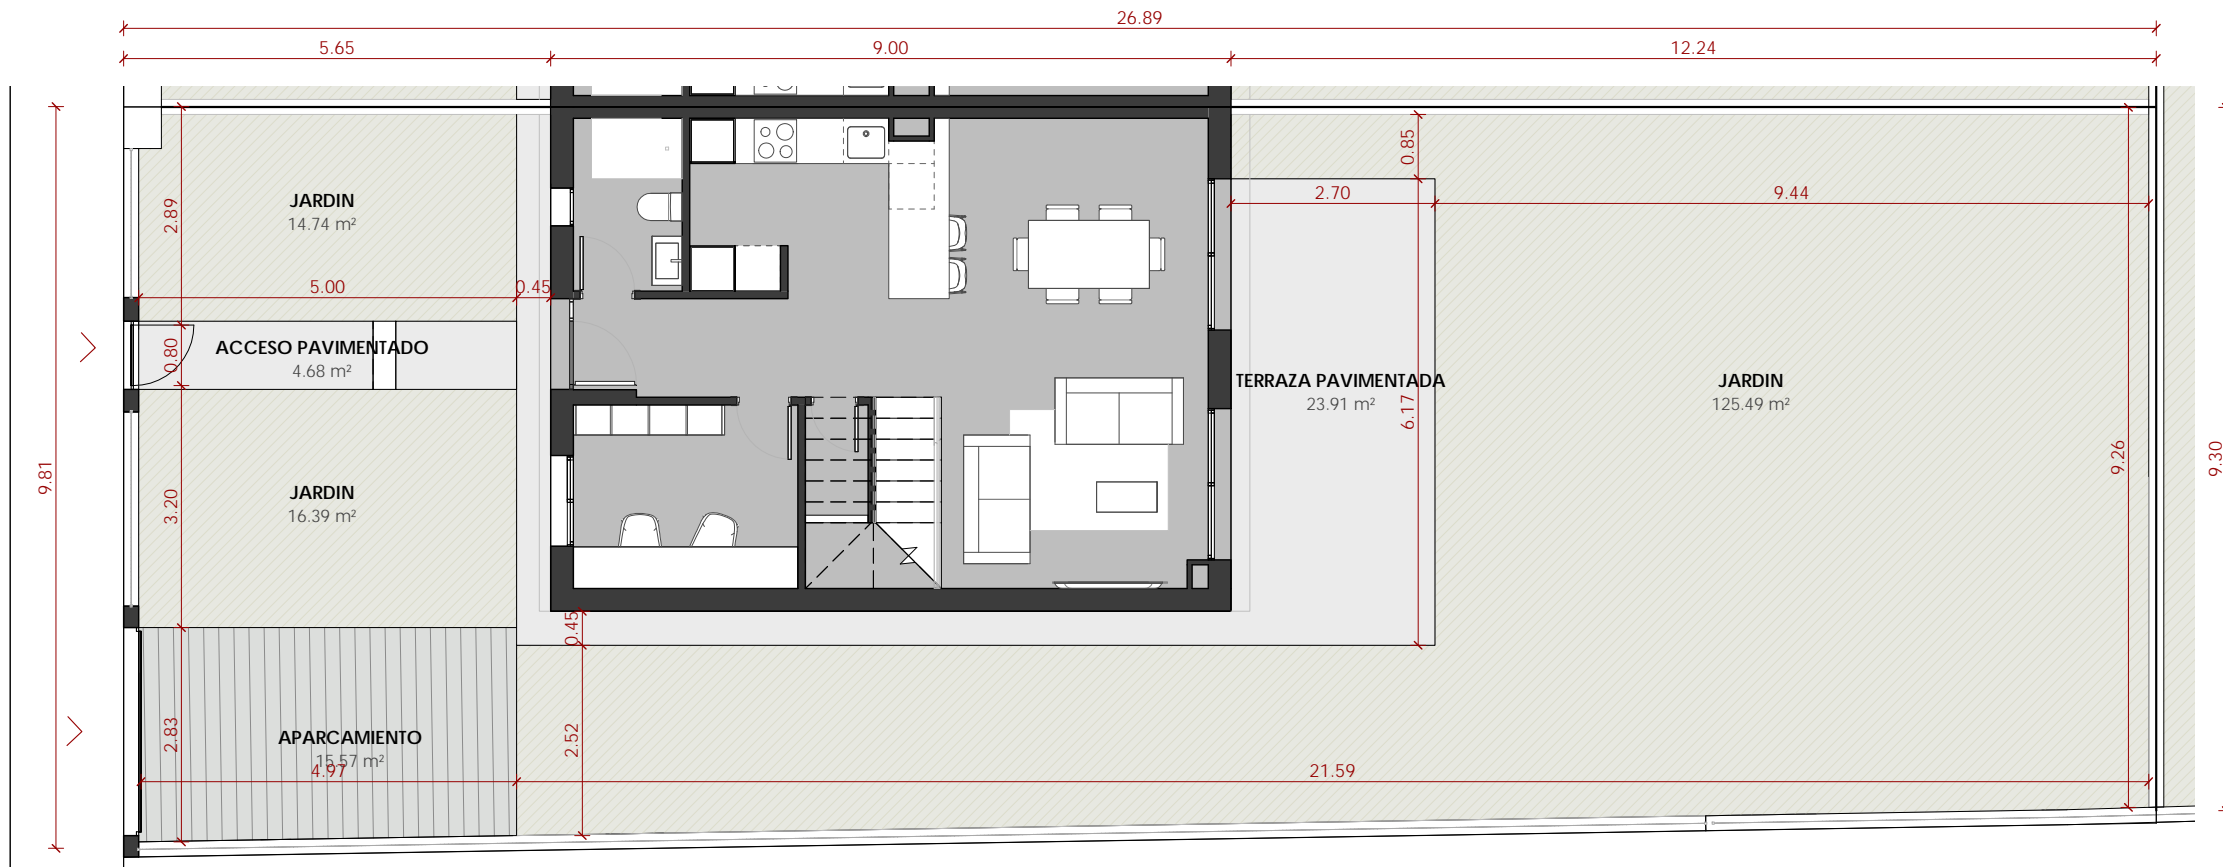 26.89
5.65
9.00
12.24
0.85
2.70
9.44
JARDIN
14.74 m²
2.89
5.00
0.45
ACCESO PAVIMENTADO
4.68 m²
0.80
TERRAZA PAVIMENTADA
23.91 m²
6.17
JARDIN
125.49 m²
9.81
9.26
9.30
JARDIN
16.39 m²
3.20
0.45
2.83
2.52
APARCAMIENTO
15.57 m²
4.97
21.59